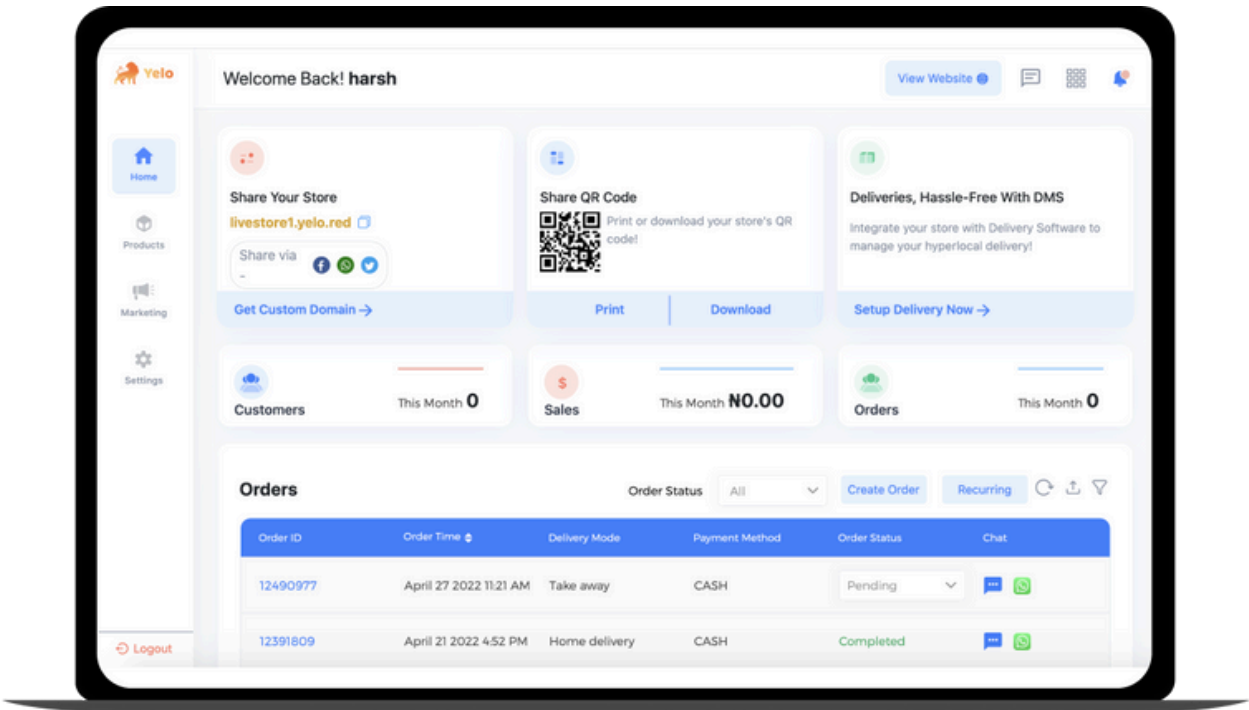 Yelo
Welcome Back! harsh
View Website
Home
Products
Marketing
Settings
Logout
Share Your Store
livestore1.yelo.red
Share via
-
Get Custom Domain →
Share QR Code
Print or download your store's QR
code!
Print
Download
Deliveries, Hassle-Free With DMS
Integrate your store with Delivery Software to
manage your hyperlocal delivery!
Setup Delivery Now →
Customers
This Month 0
$
Sales
This Month ₦0.00
Orders
This Month 0
Orders
Order Status All Create Order Recurring
Order ID Order Time Delivery Mode Payment Method Order Status Chat
12490977 April 27 2022 11:21 AM Take away CASH Pending
12391809 April 21 2022 4:52 PM Home delivery CASH Completed